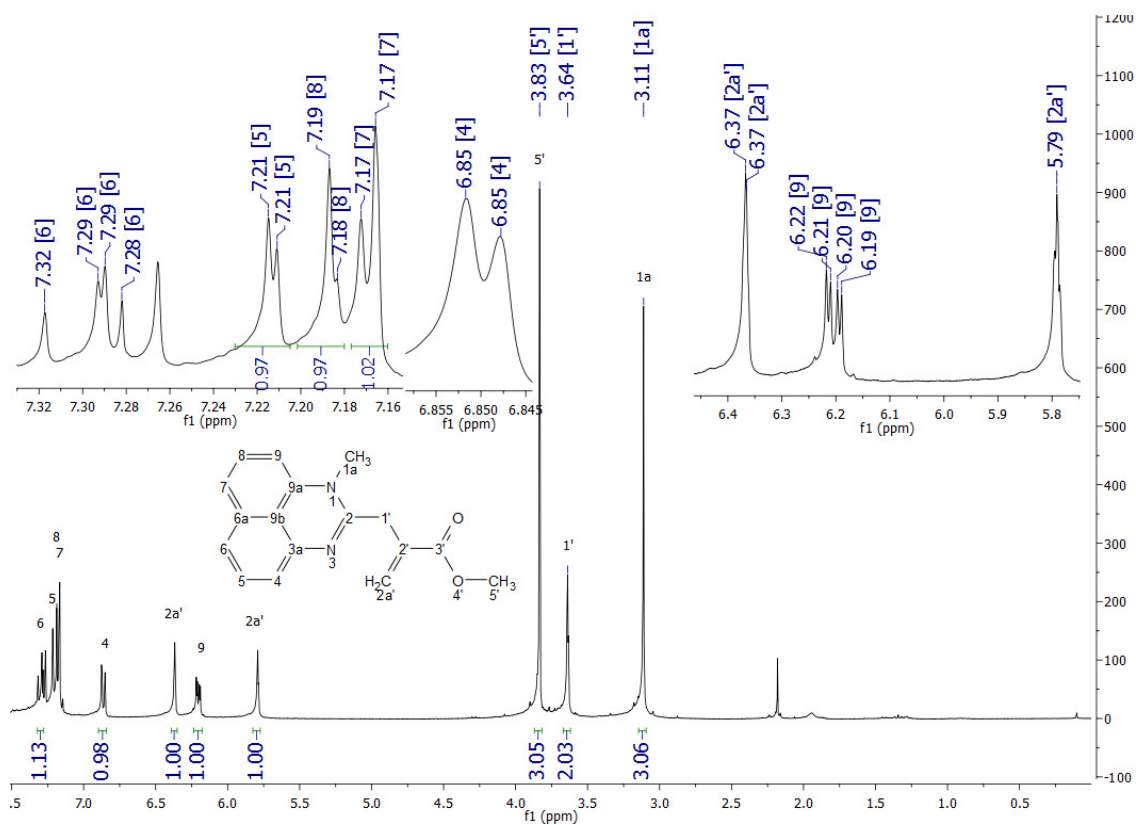 7.32 [6]
7.29 [6]
7.29 [6]
7.28 [6]
7.21 [5]
7.21 [5]
7.19 [8]
7.18 [8]
7.17 [7]
7.17 [7]
6.85 [4]
6.85 [4]
3.83 [5']
3.64 [1']
3.11 [1a]
6.37 [2a']
6.37 [2a']
6.22 [9]
6.21 [9]
6.20 [9]
6.19 [9]
5.79 [2a']
0.97
0.97
1.02
7.32 7.30 7.28 7.26 7.24 7.22 7.20 7.18 7.16
f1 (ppm)
6.855 6.850 6.845
f1 (ppm)
6.4 6.3 6.2 6.1 6.0 5.9 5.8
f1 (ppm)
5'
1a
1'
8
7
5
6
4
2a'
9
2a'
8
9
CH3
1a
7
9a
N
1
6a
9b
2
1'
O
3a
N
3
2'
3'
6
5
4
H2C
2a'
O
4'
CH3
5'
1200
1100
1000
900
800
700
600
500
400
300
200
100
0
-100
1.13
0.98
1.00
1.00
1.00
3.05
2.03
3.06
.5 7.0 6.5 6.0 5.5 5.0 4.5 4.0 3.5 3.0 2.5 2.0 1.5 1.0 0.5
f1 (ppm)